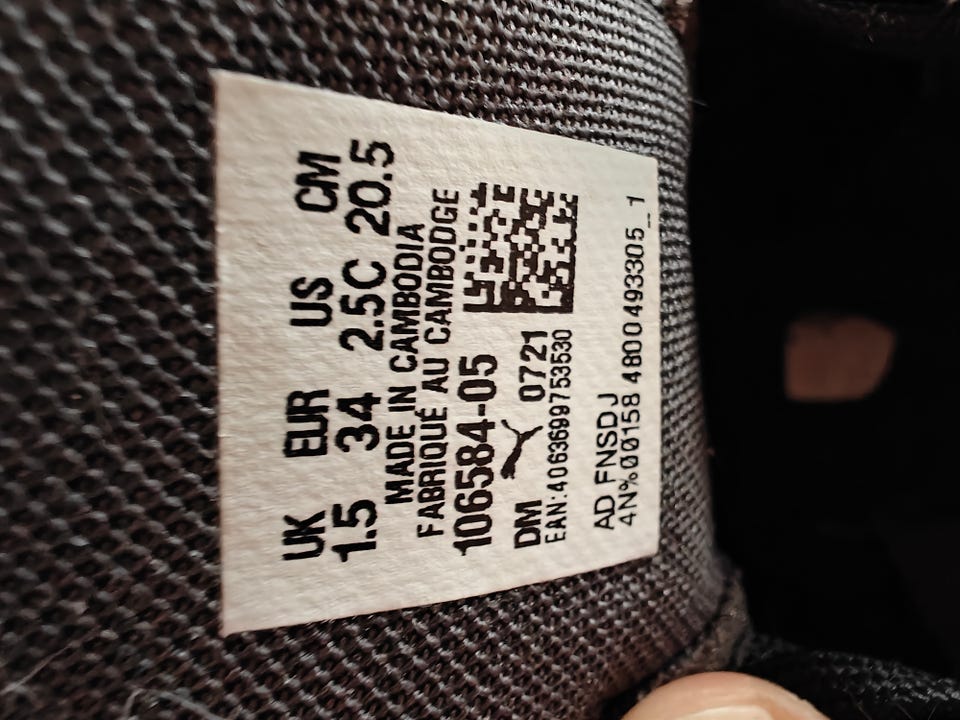 UK EUR US CM
1.5 34 2.5C 20.5
MADE IN CAMBODIA
FABRIQUÉ AU CAMBODGE
106584-05
DM 0721
EAN:4063699753530
AD FNSDJ
4N%00158 4800493305_1